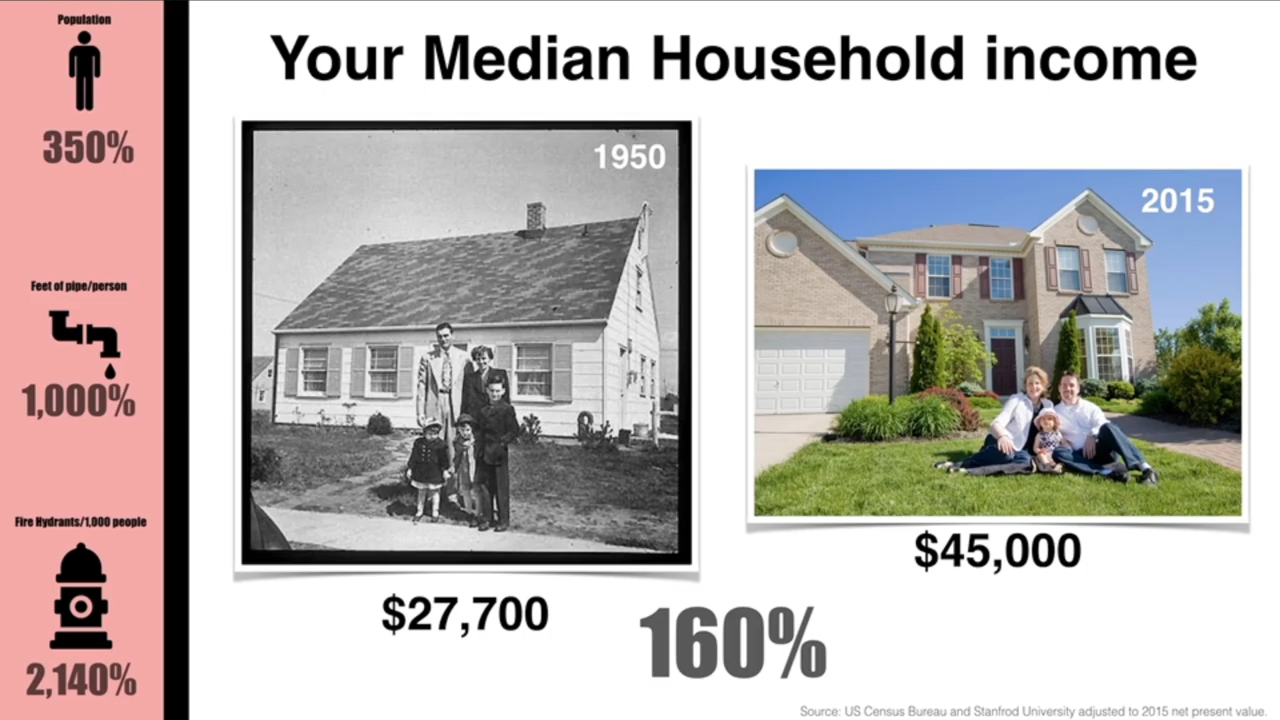 Population
350%
Feet of pipe/person
1,000%
Fire Hydrants/1,000 people
2,140%
Your Median Household income
1950
2015
$27,700
$45,000
160%
Source: US Census Bureau and Stanfrod University adjusted to 2015 net present value.